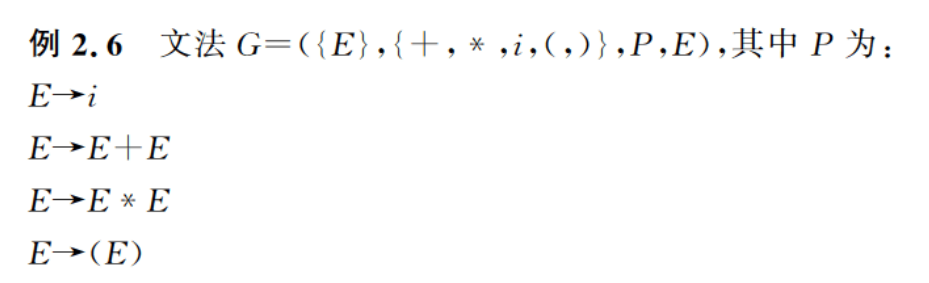 例 2.6 文法 G=({E},{+,*,i,(,)},P,E),其中 P 为:
E→i
E→E+E
E→E*E
E→(E)